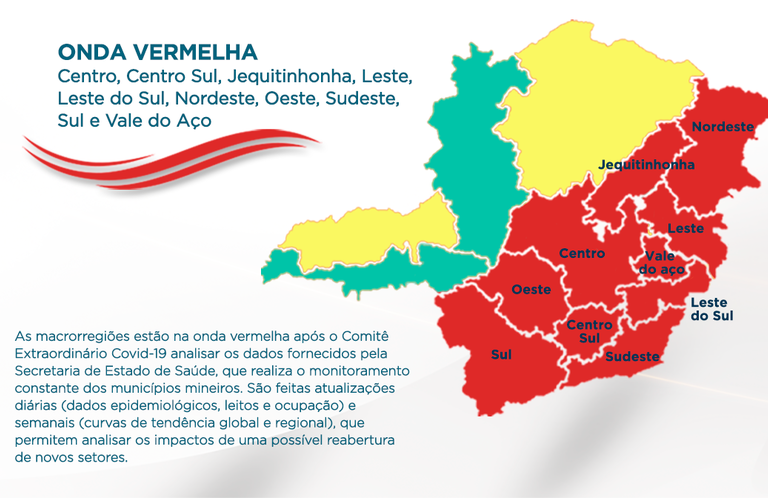 ONDA VERMELHA
Centro, Centro Sul, Jequitinhonha, Leste,
Leste do Sul, Nordeste, Oeste, Sudeste,
Sul e Vale do Aço
Nordeste
Jequitinhonha
Leste
Centro
Vale
do aço
Oeste
Leste
do Sul
Centro
Sul
Sul
Sudeste
As macrorregiões estão na onda vermelha após o Comitê
Extraordinário Covid-19 analisar os dados fornecidos pela
Secretaria de Estado de Saúde, que realiza o monitoramento
constante dos municípios mineiros. São feitas atualizações
diárias (dados epidemiológicos, leitos e ocupação) e
semanais (curvas de tendência global e regional), que
permitem analisar os impactos de uma possível reabertura
de novos setores.